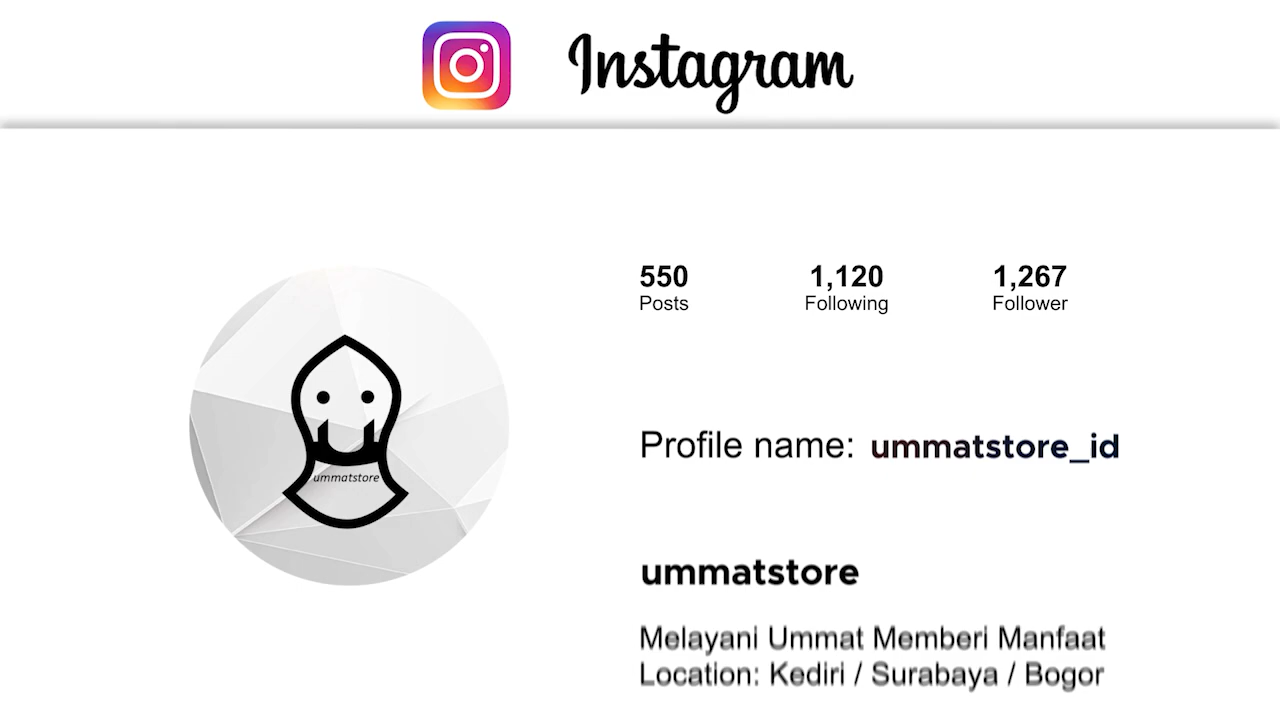 Instagram
550 1,120 1,267
Posts Following Follower
Profile name: ummatstore_id
ummatstore
ummatstore
Melayani Ummat Memberi Manfaat
Location: Kediri / Surabaya / Bogor